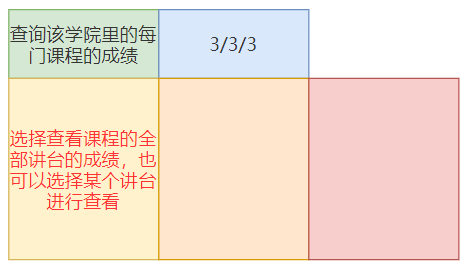 查询该学院里的每
门课程的成绩
3/3/3
选择查看课程的全
部讲台的成绩，也
可以选择某个讲台
进行查看